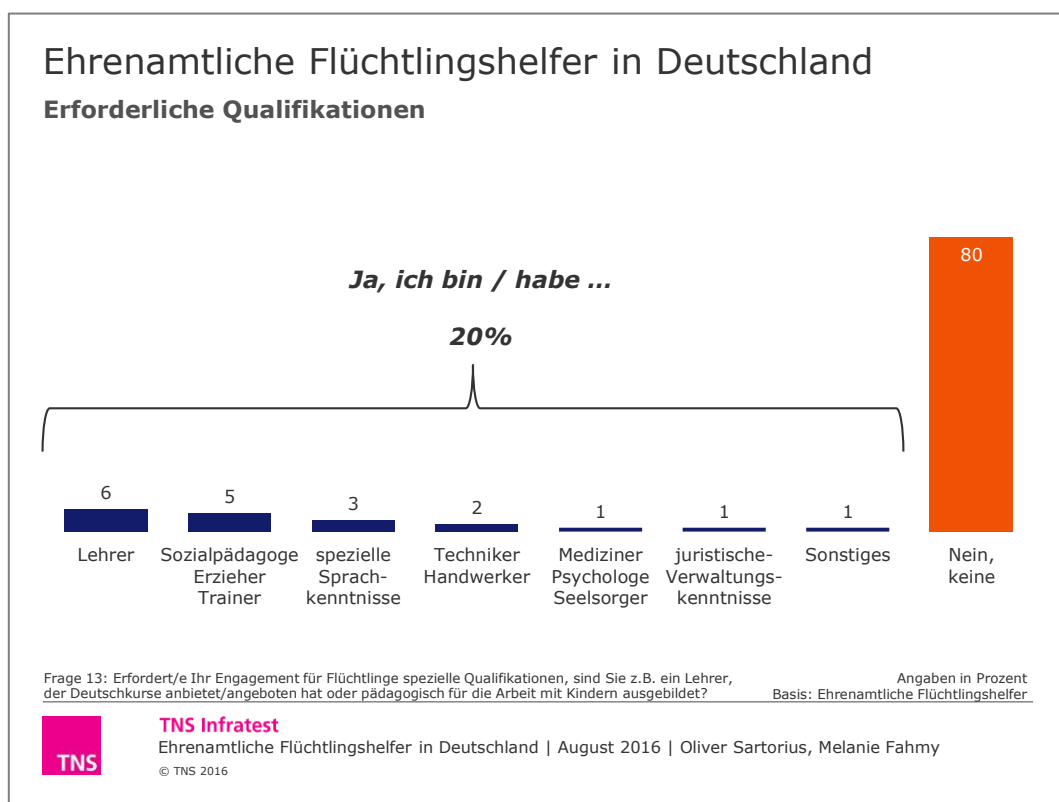 Ehrenamtliche Flüchtlingshelfer in Deutschland
Erforderliche Qualifikationen
Ja, ich bin / habe ...
20%
80
6
5
3
2
1
1
1
Lehrer
Sozialpädagoge
Erzieher
Trainer
spezielle
Sprach-
kenntnisse
Techniker
Handwerker
Mediziner
Psychologe
Seelsorger
juristische-
Verwaltungs-
kenntnisse
Sonstiges
Nein,
keine
Frage 13: Erfordert/e Ihr Engagement für Flüchtlinge spezielle Qualifikationen, sind Sie z.B. ein Lehrer,
der Deutschkurse anbietet/angeboten hat oder pädagogisch für die Arbeit mit Kindern ausgebildet?
Angaben in Prozent
Basis: Ehrenamtliche Flüchtlingshelfer
TNS
TNS Infratest
Ehrenamtliche Flüchtlingshelfer in Deutschland | August 2016 | Oliver Sartorius, Melanie Fahmy
© TNS 2016